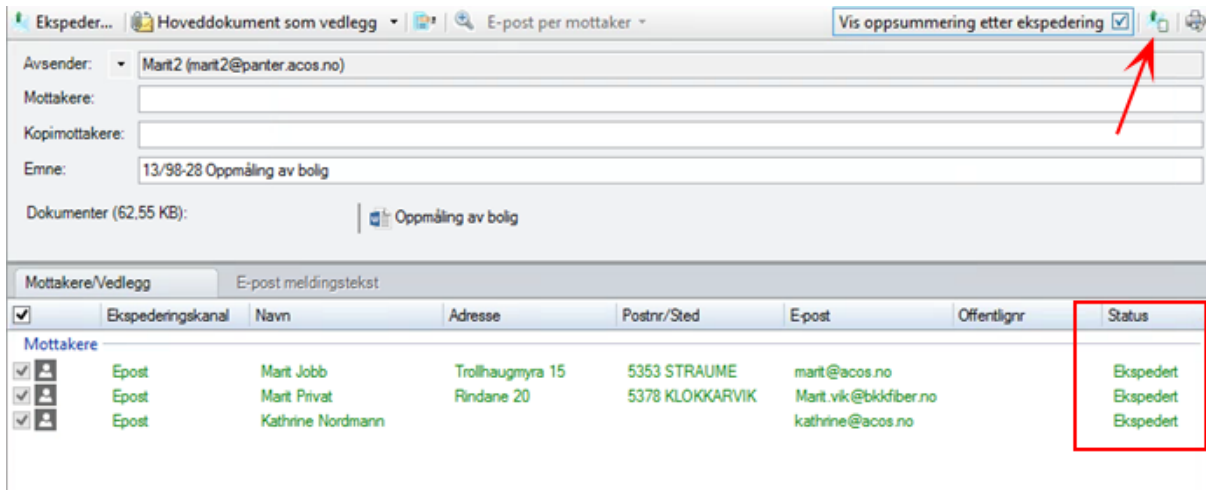 Ekspeder... Hoveddokument som vedlegg E-post per mottaker Vis oppsummering etter ekspedering
Avsender: Marit2 (marit2@panter.acos.no)
Mottakere:
Kopimottakere:
Emne: 13/98-28 Oppmåling av bolig
Dokumenter (62,55 KB): Oppmåling av bolig
Mottakere/Vedlegg E-post meldingstekst
Ekspederingskanal Navn Adresse Postnr/Sted E-post Offentlignr Status
Mottakere
Epost Marit Jobb Trollhaugmyra 15 5353 STRAUME marit@acos.no Ekspedert
Epost Marit Privat Rindane 20 5378 KLOKKARVIK Marit.vik@bkkfiber.no Ekspedert
Epost Kathrine Nordmann kathrine@acos.no Ekspedert